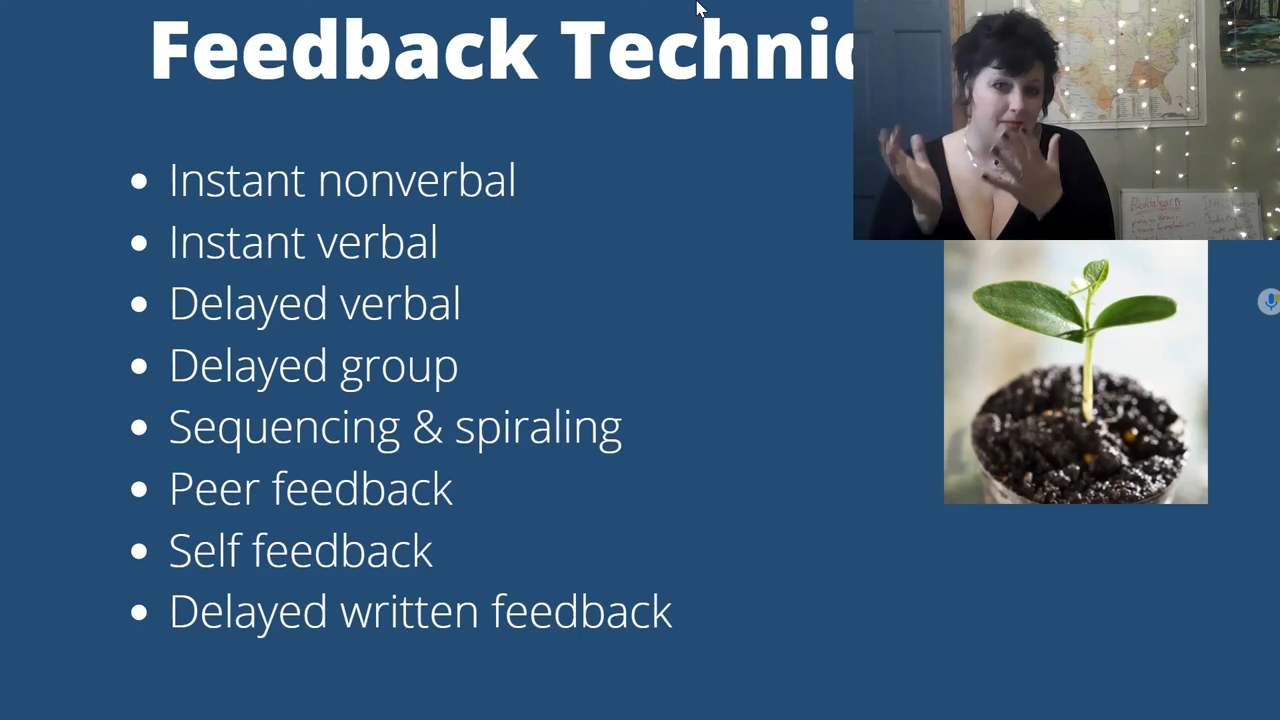 Feedback Techni
Instant nonverbal
Instant verbal
Delayed verbal
Delayed group
Sequencing & spiraling
Peer feedback
Self feedback
Delayed written feedback